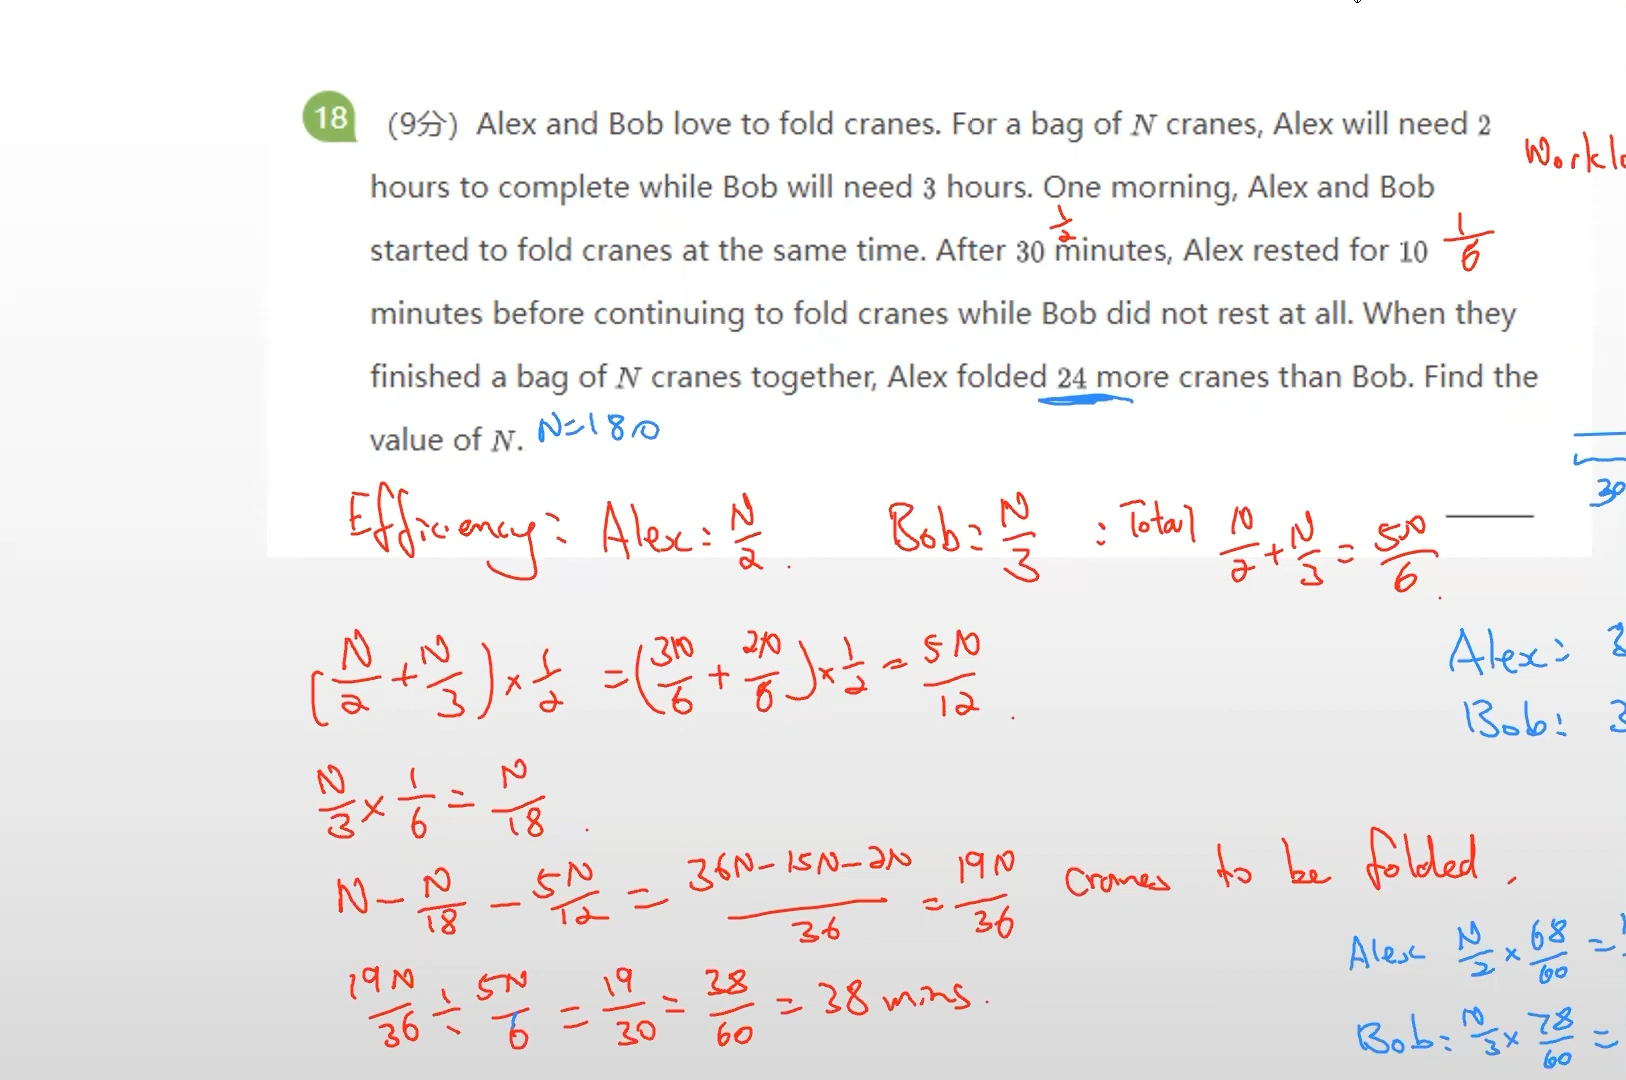 18 (9分) Alex and Bob love to fold cranes. For a bag of N cranes, Alex will need 2
hours to complete while Bob will need 3 hours. One morning, Alex and Bob
started to fold cranes at the same time. After 30 minutes, Alex rested for 10
1/2
1/6
minutes before continuing to fold cranes while Bob did not rest at all. When they
finished a bag of N cranes together, Alex folded 24 more cranes than Bob. Find the
value of N. N=180
30
Efficiency: Alex: N/2. Bob: N/3 : Total N/2 + N/3 = 5N/6.
(N/2 + N/3) × 1/2 = (3N/6 + 2N/6) × 1/2 = 5N/12.
Alex:
Bob:
N/3 × 1/6 = N/18.
N - N/18 - 5N/12 = (36N-15N-2N)/36 = 19N/36 cranes to be folded.
19N/36 ÷ 5N/6 = 19/30 = 38/60 = 38 mins.
Alex N/2 × 68/60 =
Bob: N/3 × 78/60 =